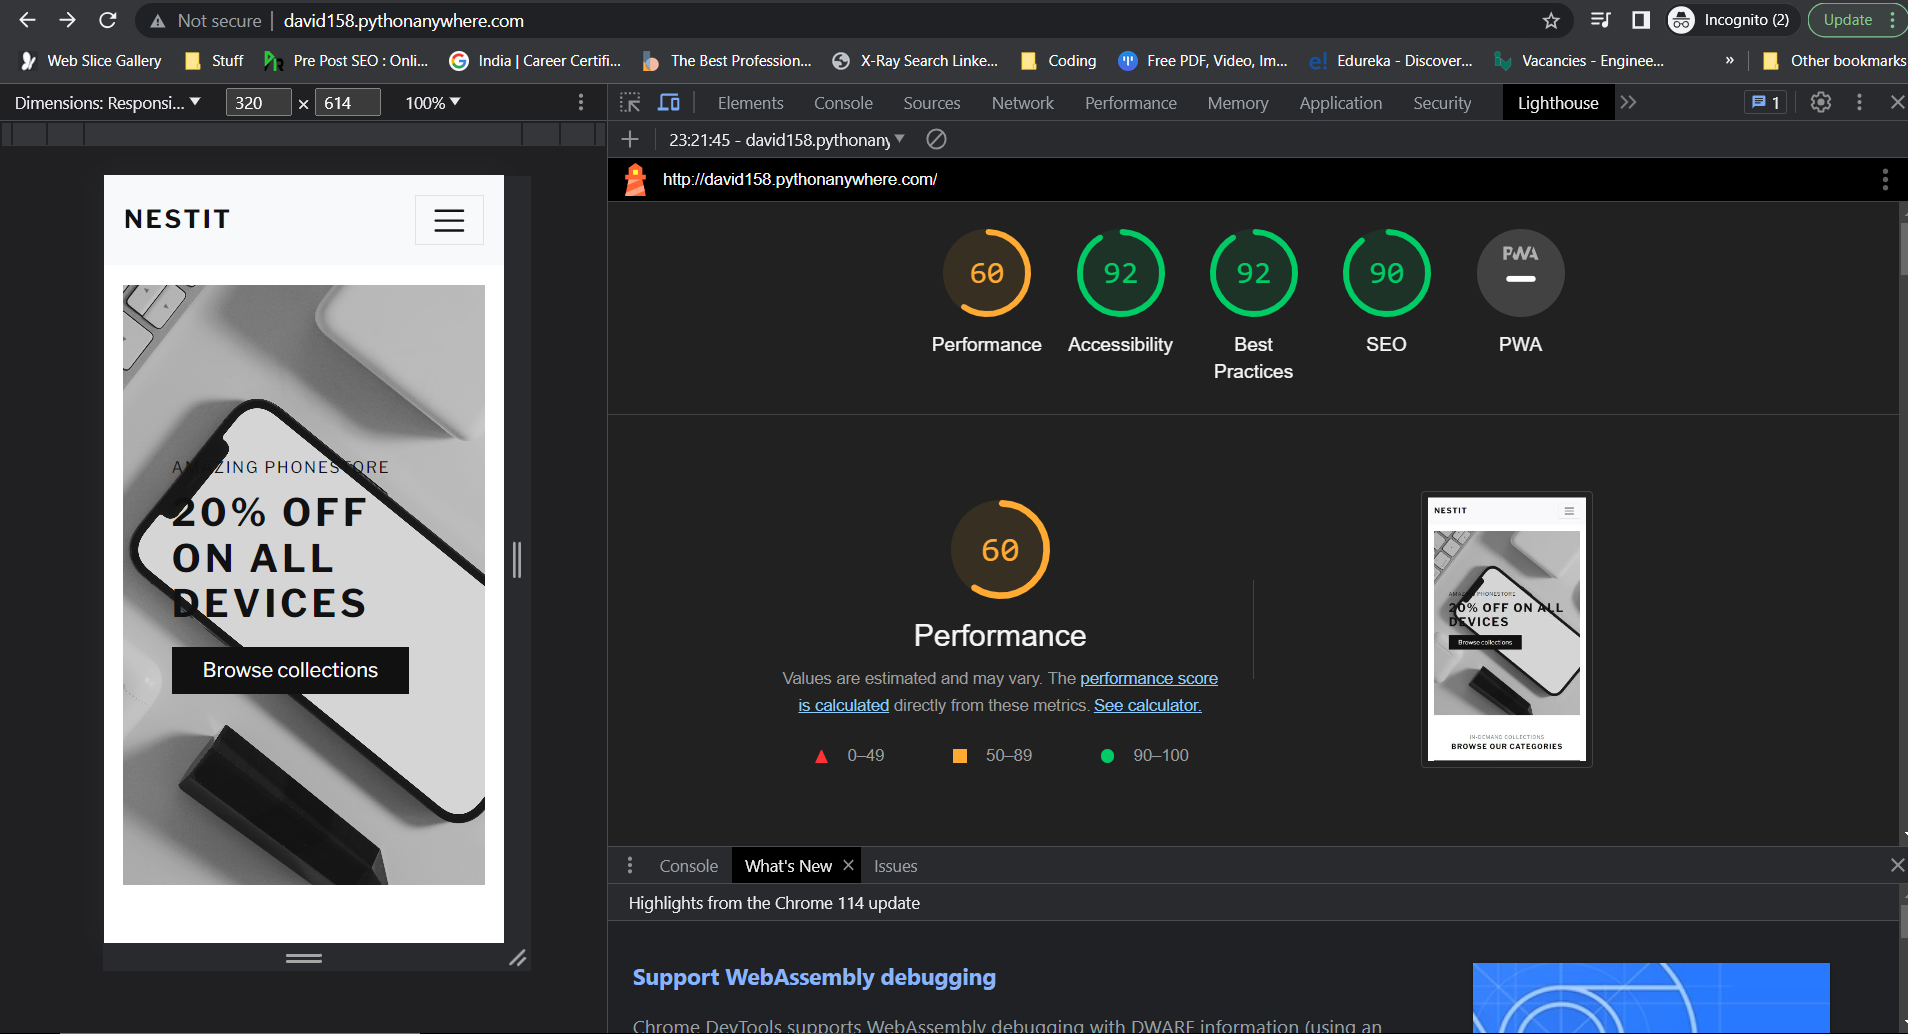 Not secure | david158.pythonanywhere.com
Incognito (2)
Update
Web Slice Gallery
Stuff
Pre Post SEO : Onli...
India | Career Certifi...
The Best Profession...
X-Ray Search Linke...
Coding
Free PDF, Video, Im...
Edureka - Discover...
Vacancies - Enginee...
»
Other bookmarks
Dimensions: Responsi...
320 × 614
100%
Elements
Console
Sources
Network
Performance
Memory
Application
Security
Lighthouse
1
23:21:45 - david158.pythonany
http://david158.pythonanywhere.com/
NESTIT
AMAZING PHONESTORE
20% OFF
ON ALL
DEVICES
Browse collections
60
92
92
90
PWA
Performance
Accessibility
Best
Practices
SEO
PWA
60
Performance
Values are estimated and may vary. The performance score
is calculated directly from these metrics. See calculator.
0–49
50–89
90–100
NESTIT
AMAZING PHONESTORE
20% OFF ON ALL
DEVICES
Browse collections
IN-DEMAND COLLECTIONS
BROWSE OUR CATEGORIES
Console
What's New
Issues
Highlights from the Chrome 114 update
Support WebAssembly debugging
Chrome DevTools supports WebAssembly debugging with DWARF information (using an